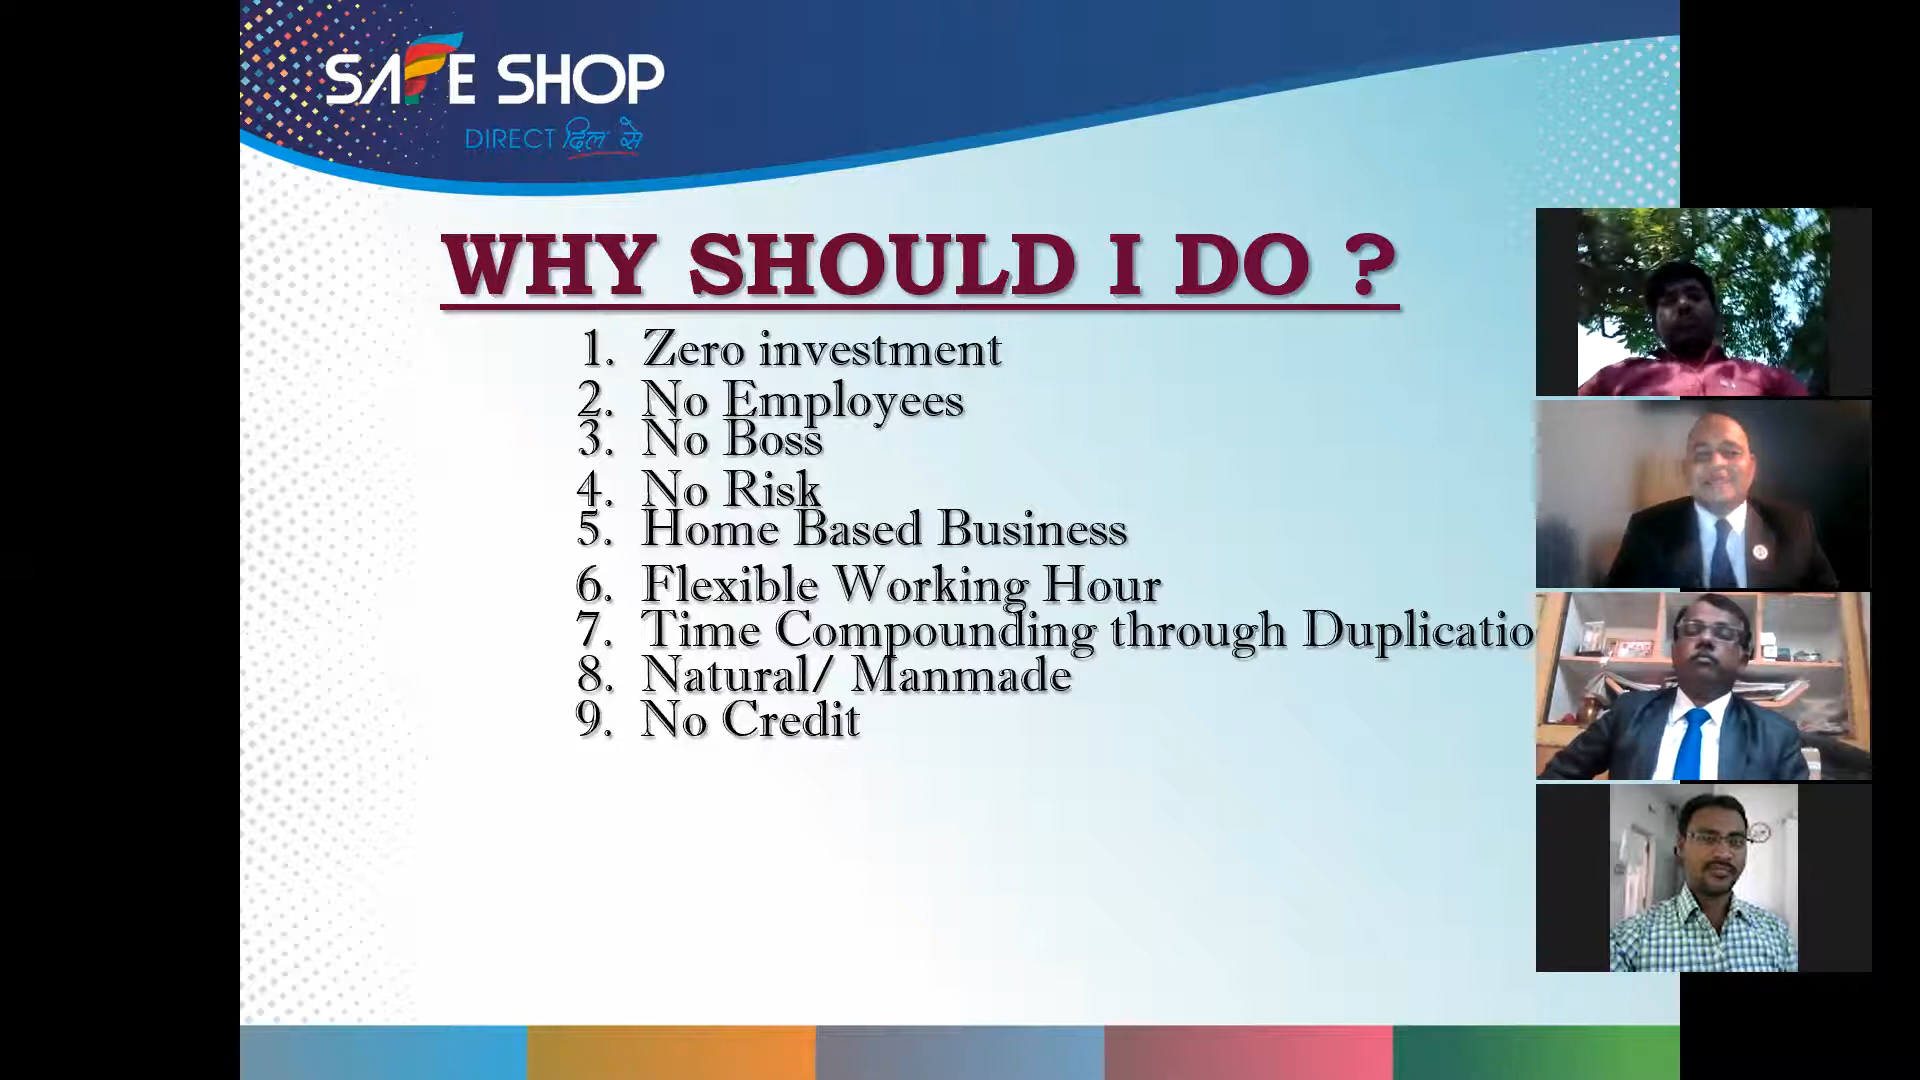 SAFE SHOP
DIRECT दिल से
WHY SHOULD I DO ?
1. Zero investment
2. No Employees
3. No Boss
4. No Risk
5. Home Based Business
6. Flexible Working Hour
7. Time Compounding through Duplicatio
8. Natural/ Manmade
9. No Credit